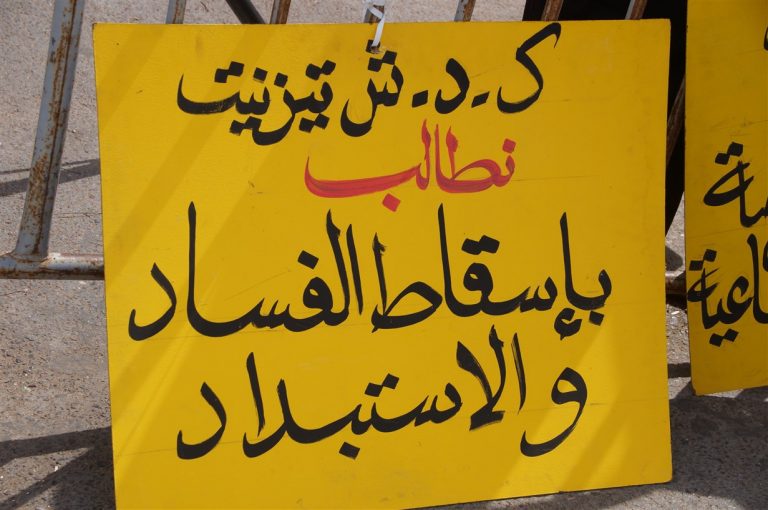 ك.د.ش تيزنيت
نطالب
بإسقاط الفساد
والاستبداد